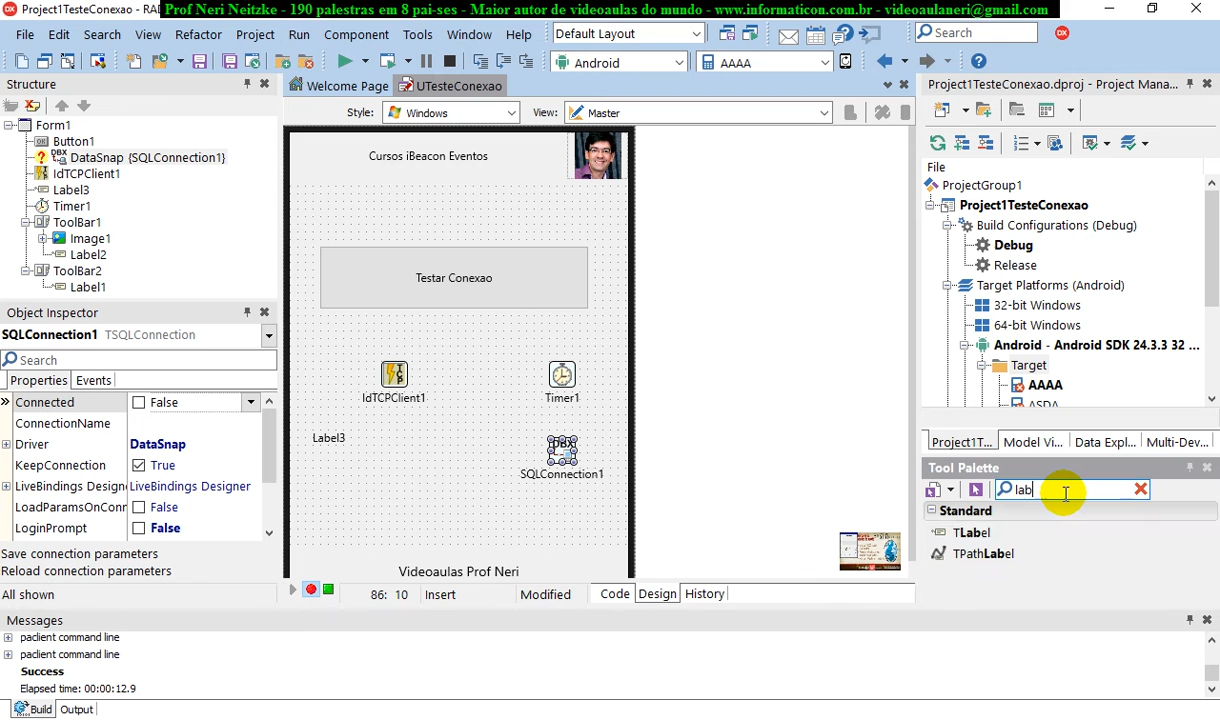 Project1TesteConexao - RAD
Prof Neri Neitzke - 190 palestras em 8 pai-ses - Maior autor de videoaulas do mundo - www.informaticon.com.br - videoaulaneri@gmail.com
File Edit Search View Refactor Project Run Component Tools Window Help Default Layout Search
Android AAAA
Structure
Welcome Page UTesteConexao
Project1TesteConexao.dproj - Project Mana...
Style: Windows View: Master
Form1
Button1
DataSnap {SQLConnection1}
IdTCPClient1
Label3
Timer1
ToolBar1
Image1
Label2
ToolBar2
Label1
Cursos iBeacon Eventos
Testar Conexao
IdTCPClient1
Timer1
Label3
DBX
SQLConnection1
Videoaulas Prof Neri
File
ProjectGroup1
Project1TesteConexao
Build Configurations (Debug)
Debug
Release
Target Platforms (Android)
32-bit Windows
64-bit Windows
Android - Android SDK 24.3.3 32 ...
Target
AAAA
ASDA
Project1T... Model Vi... Data Expl... Multi-Dev...
Object Inspector
SQLConnection1 TSQLConnection
Search
Properties Events
Connected False
ConnectionName
Driver DataSnap
KeepConnection True
LiveBindings Design LiveBindings Designer
LoadParamsOnConr False
LoginPrompt False
Save connection parameters
Reload connection parameters
All shown
Tool Palette
lab
Standard
TLabel
TPathLabel
86: 10 Insert Modified Code Design History
Messages
paclient command line
paclient command line
Success
Elapsed time: 00:00:12.9
Build Output